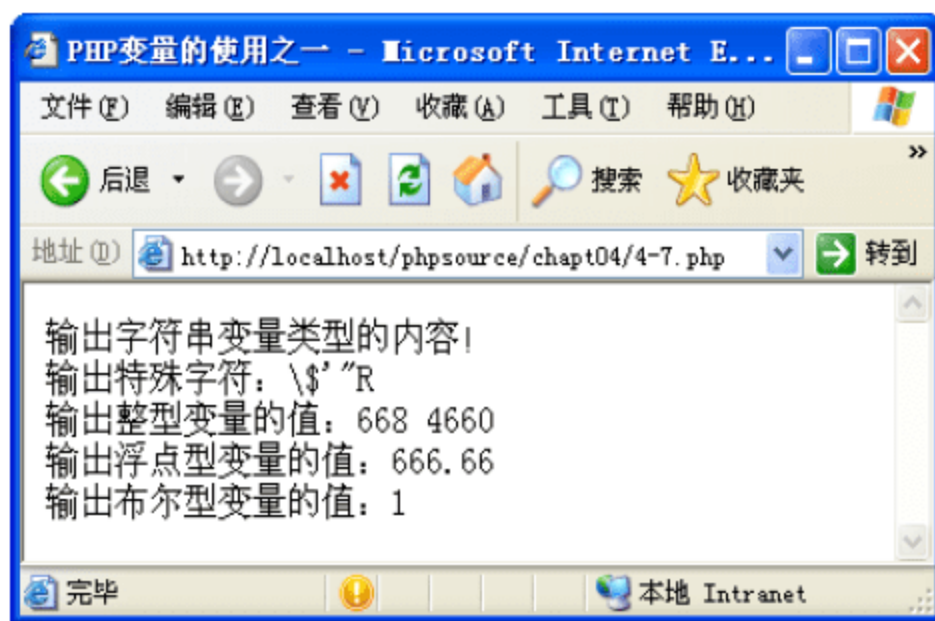 PHP变量的使用之一 - Microsoft Internet E...
文件(F) 编辑(E) 查看(V) 收藏(A) 工具(T) 帮助(H)
后退 搜索 收藏夹 »
地址(D) http://localhost/phpsource/chapt04/4-7.php 转到
输出字符串变量类型的内容!
输出特殊字符：\$'"R
输出整型变量的值：668 4660
输出浮点型变量的值：666.66
输出布尔型变量的值：1
完毕 本地 Intranet